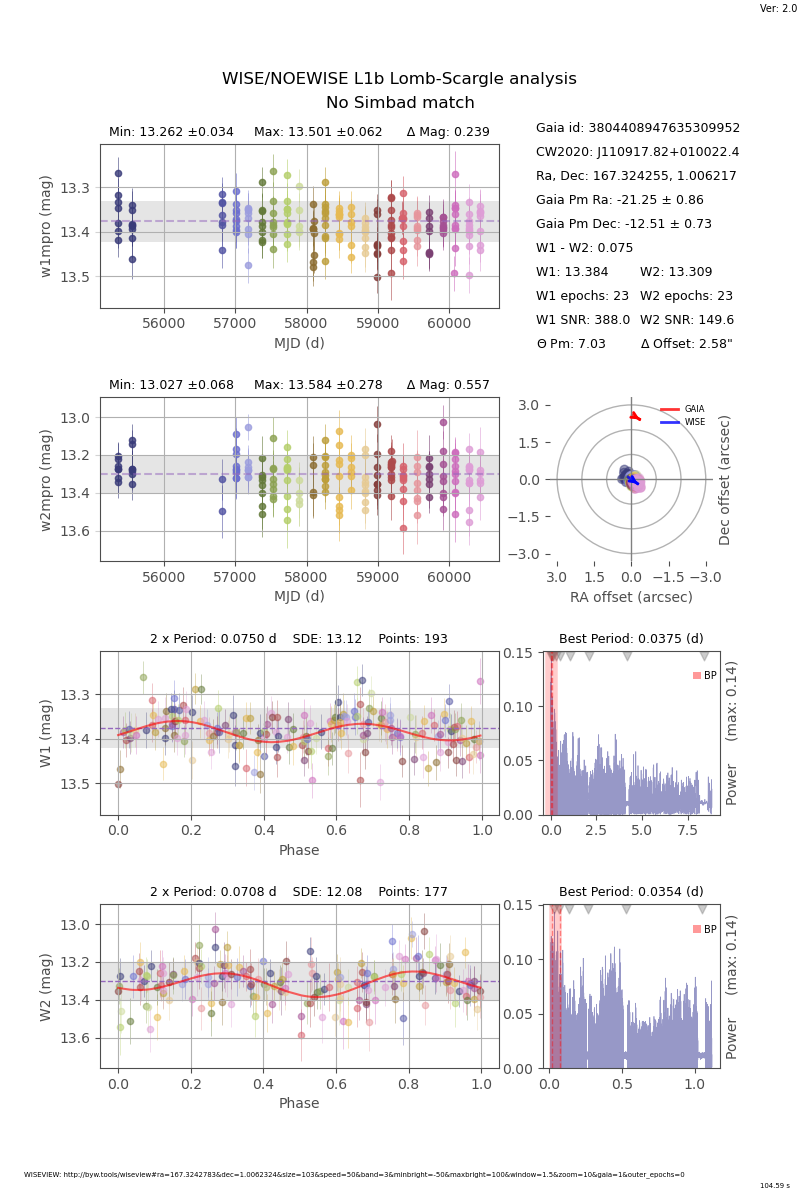 Ver: 2.0
WISE/NOEWISE L1b Lomb-Scargle analysis
No Simbad match
Min: 13.262 ±0.034 Max: 13.501 ±0.062 Δ Mag: 0.239
w1mpro (mag)
13.3
13.4
13.5
56000 57000 58000 59000 60000
MJD (d)
Gaia id: 3804408947635309952
CW2020: J110917.82+010022.4
Ra, Dec: 167.324255, 1.006217
Gaia Pm Ra: -21.25 ± 0.86
Gaia Pm Dec: -12.51 ± 0.73
W1 - W2: 0.075
W1: 13.384 W2: 13.309
W1 epochs: 23 W2 epochs: 23
W1 SNR: 388.0 W2 SNR: 149.6
Θ Pm: 7.03 Δ Offset: 2.58"
Min: 13.027 ±0.068 Max: 13.584 ±0.278 Δ Mag: 0.557
w2mpro (mag)
13.0
13.2
13.4
13.6
56000 57000 58000 59000 60000
MJD (d)
3.0
1.5
0.0
−1.5
−3.0
GAIA
WISE
Dec offset (arcsec)
3.0 1.5 0.0 −1.5 −3.0
RA offset (arcsec)
2 x Period: 0.0750 d SDE: 13.12 Points: 193
W1 (mag)
13.3
13.4
13.5
0.0 0.2 0.4 0.6 0.8 1.0
Phase
Best Period: 0.0375 (d)
0.15
0.10
0.05
0.00
BP
Power (max: 0.14)
0.0 2.5 5.0 7.5
2 x Period: 0.0708 d SDE: 12.08 Points: 177
W2 (mag)
13.0
13.2
13.4
13.6
0.0 0.2 0.4 0.6 0.8 1.0
Phase
Best Period: 0.0354 (d)
0.15
0.10
0.05
0.00
BP
Power (max: 0.14)
0.0 0.5 1.0
WISEVIEW: http://byw.tools/wiseview#ra=167.3242783&dec=1.0062324&size=103&speed=50&band=3&minbright=-50&maxbright=100&window=1.5&zoom=10&gaia=1&outer_epochs=0
104.59 s